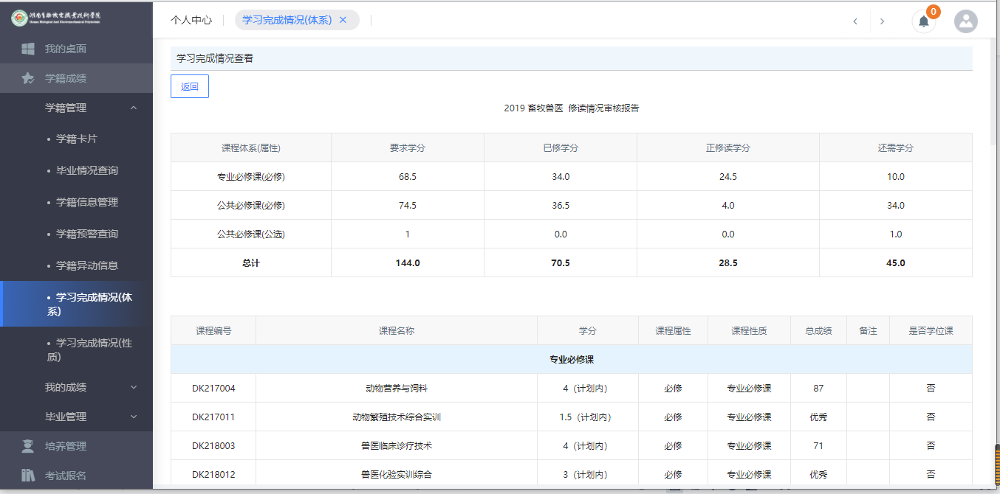 湖南生物机电职业技术学院
Hunan Biological And Electromechanical Polytechnic
个人中心
学习完成情况(体系) ×
0
我的桌面
学籍成绩
学籍管理
• 学籍卡片
• 毕业情况查询
• 学籍信息管理
• 学籍预警查询
• 学籍异动信息
• 学习完成情况(体
系)
• 学习完成情况(性
质)
我的成绩
毕业管理
培养管理
考试报名
学习完成情况查看
返回
2019 畜牧兽医 修读情况审核报告
课程体系(属性) 要求学分 已修学分 正修读学分 还需学分
专业必修课(必修) 68.5 34.0 24.5 10.0
公共必修课(必修) 74.5 36.5 4.0 34.0
公共必修课(公选) 1 0.0 0.0 1.0
总计 144.0 70.5 28.5 45.0
课程编号 课程名称 学分 课程属性 课程性质 总成绩 备注 是否学位课
专业必修课
DK217004 动物营养与饲料 4（计划内） 必修 专业必修课 87 否
DK217011 动物繁殖技术综合实训 1.5（计划内） 必修 专业必修课 优秀 否
DK218003 兽医临床诊疗技术 4（计划内） 必修 专业必修课 71 否
DK218012 兽医化验实训综合 3（计划内） 必修 专业必修课 优秀 否